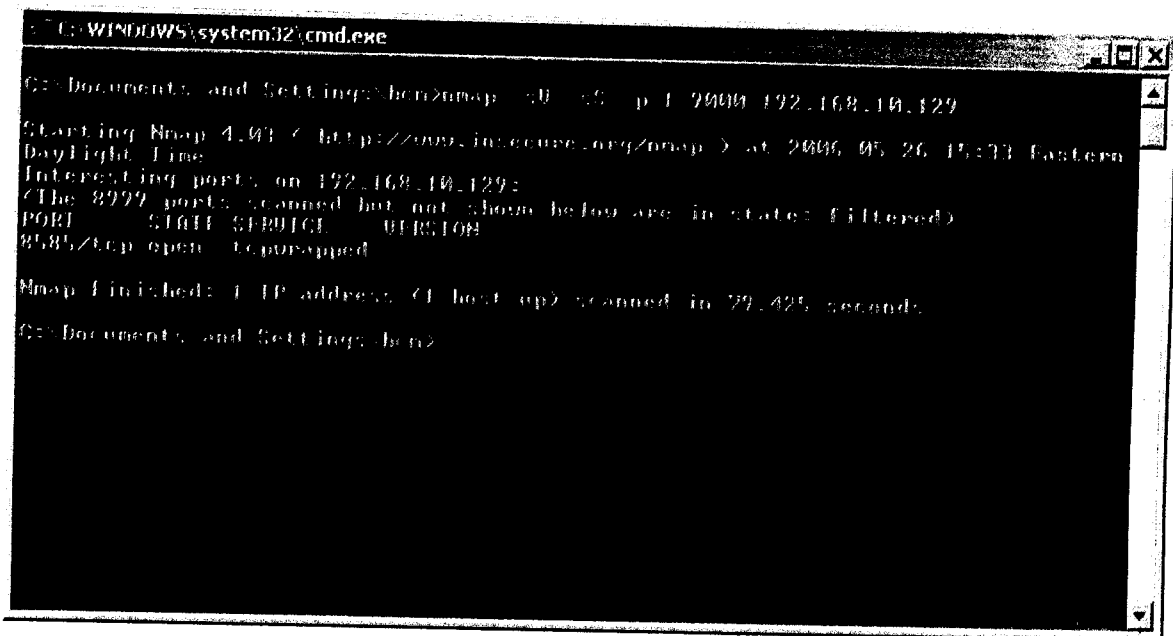 C:\WINDOWS\system32\cmd.exe
C:\Documents and Settings\hcn>nmap -sV -sS -p 1-9000 192.168.10.129
Starting Nmap 4.03 ( http://www.insecure.org/nmap ) at 2006-05-26 15:33 Eastern
Daylight Time
Interesting ports on 192.168.10.129:
(The 8999 ports scanned but not shown below are in state: filtered)
PORT STATE SERVICE VERSION
8585/tcp open tcpwrapped
Nmap finished: 1 IP address (1 host up) scanned in 429.425 seconds
C:\Documents and Settings\hcn>